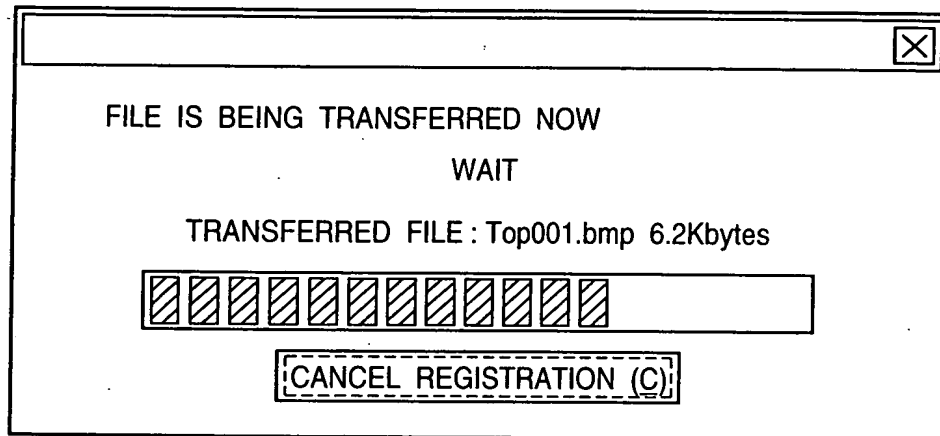 FILE IS BEING TRANSFERRED NOW
WAIT
TRANSFERRED FILE : Top001.bmp 6.2Kbytes
CANCEL REGISTRATION (C)